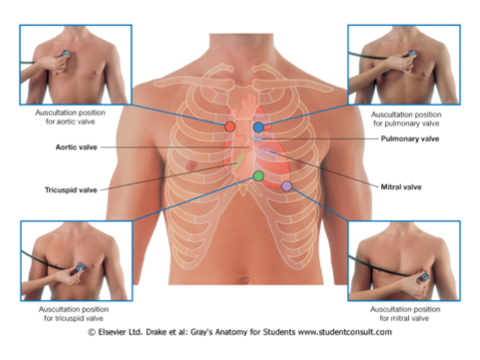 Auscultation position
for aortic valve
Auscultation position
for pulmonary valve
Aortic valve
Pulmonary valve
Tricuspid valve
Mitral valve
Auscultation position
for tricuspid valve
Auscultation position
for mitral valve
© Elsevier Ltd. Drake et al: Gray's Anatomy for Students www.studentconsult.com